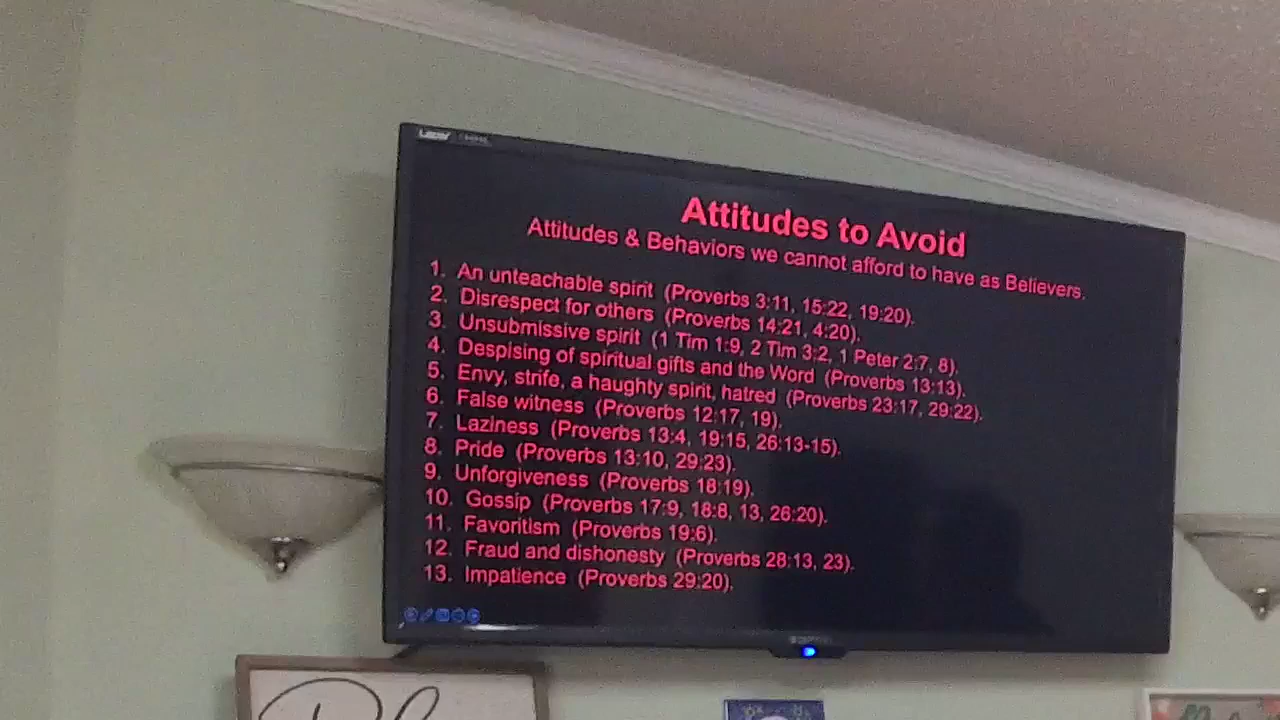 Attitudes to Avoid
Attitudes & Behaviors we cannot afford to have as Believers.
1. An unteachable spirit (Proverbs 3:11, 15:22, 19:20).
2. Disrespect for others (Proverbs 14:21, 4:20).
3. Unsubmissive spirit (1 Tim 1:9, 2 Tim 3:2, 1 Peter 2:7, 8).
4. Despising of spiritual gifts and the Word (Proverbs 13:13).
5. Envy, strife, a haughty spirit, hatred (Proverbs 23:17, 29:22).
6. False witness (Proverbs 12:17, 19).
7. Laziness (Proverbs 13:4, 19:15, 26:13-15).
8. Pride (Proverbs 13:10, 29:23).
9. Unforgiveness (Proverbs 18:19).
10. Gossip (Proverbs 17:9, 18:8, 13, 26:20).
11. Favoritism (Proverbs 19:6).
12. Fraud and dishonesty (Proverbs 28:13, 23).
13. Impatience (Proverbs 29:20).